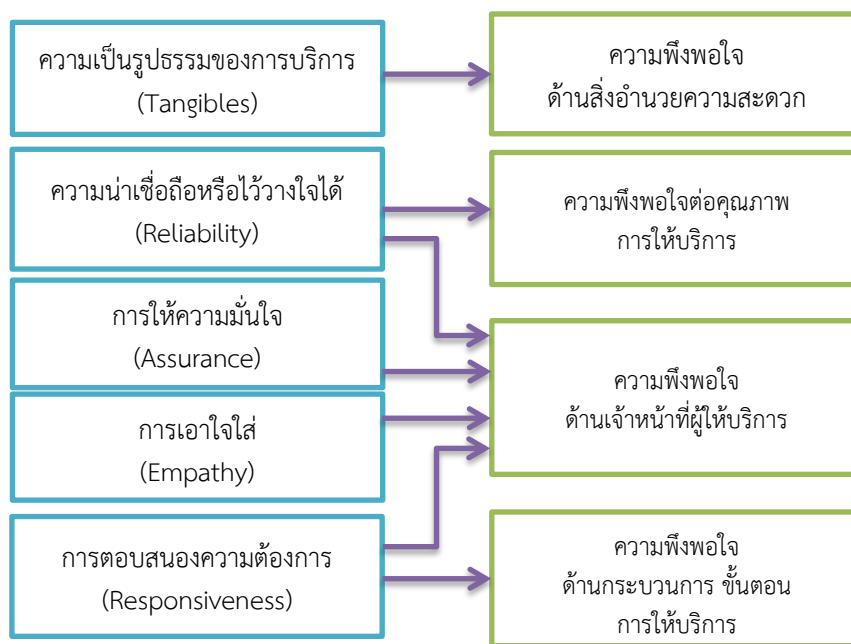 ความเป็นรูปธรรมของการบริการ
(Tangibles)
ความพึงพอใจ
ด้านสิ่งอำนวยความสะดวก
ความน่าเชื่อถือหรือไว้วางใจได้
(Reliability)
ความพึงพอใจต่อคุณภาพ
การให้บริการ
การให้ความมั่นใจ
(Assurance)
ความพึงพอใจ
ด้านเจ้าหน้าที่ผู้ให้บริการ
การเอาใจใส่
(Empathy)
การตอบสนองความต้องการ
(Responsiveness)
ความพึงพอใจ
ด้านกระบวนการ ขั้นตอน
การให้บริการ